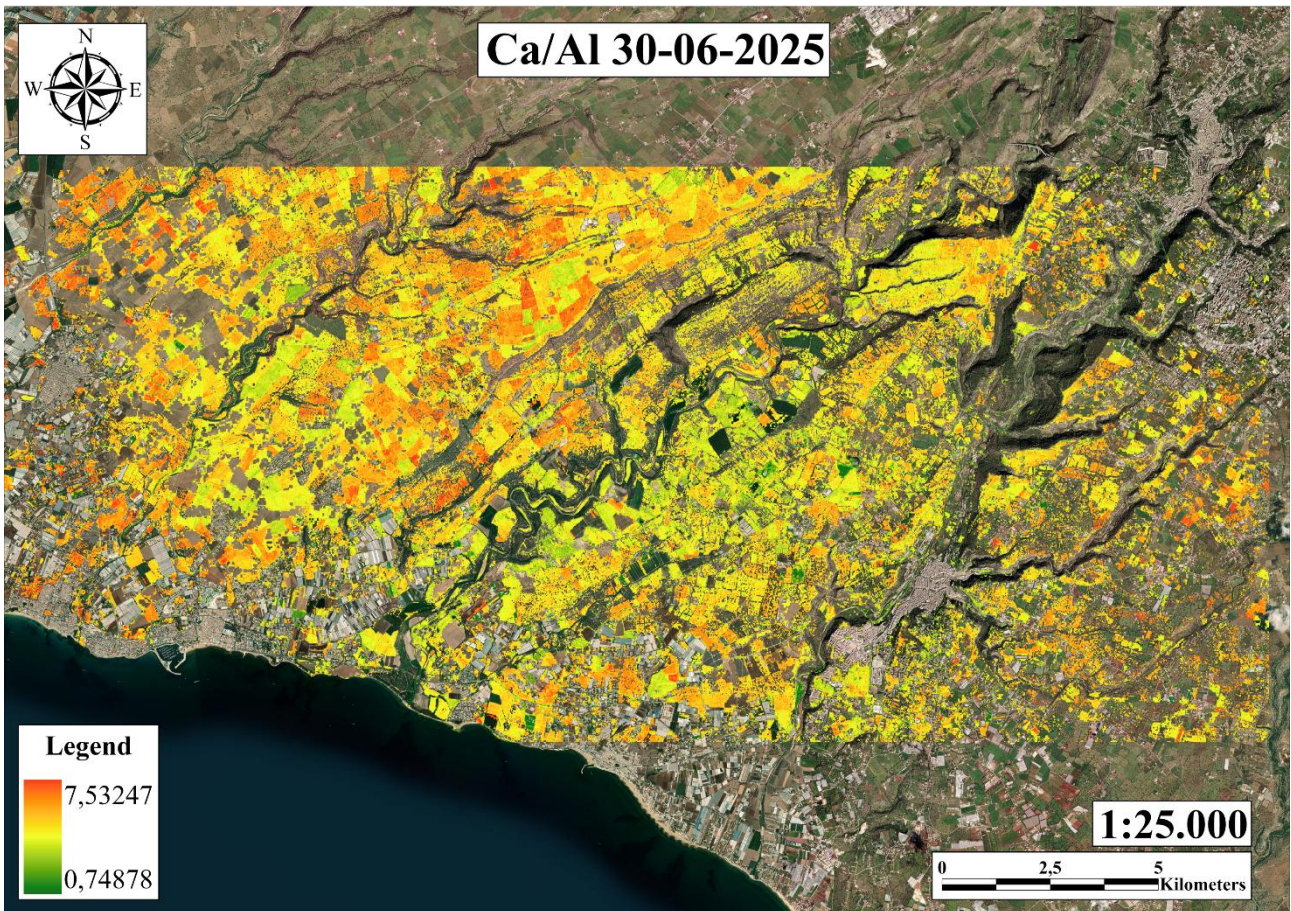 Ca/Al 30-06-2025
N
W
E
S
Legend
7,53247
0,74878
1:25.000
0 2,5 5
Kilometers